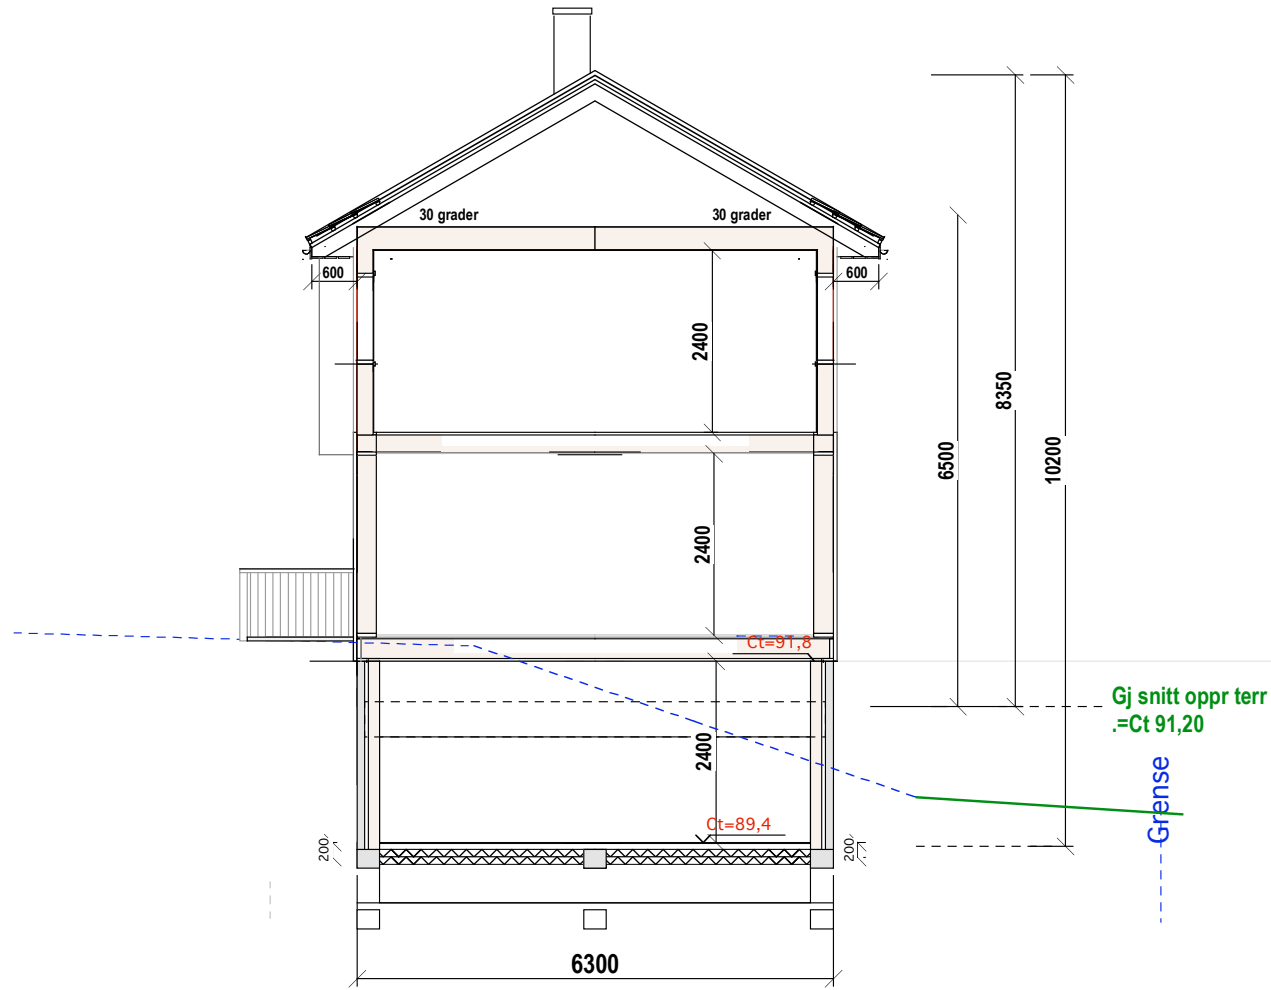 30 grader
30 grader
600
600
2400
8350
6500
10200
2400
Ct=91,8
Gj snitt oppr terr
.=Ct 91,20
2400
Grense
Ct=89,4
200
200
6300